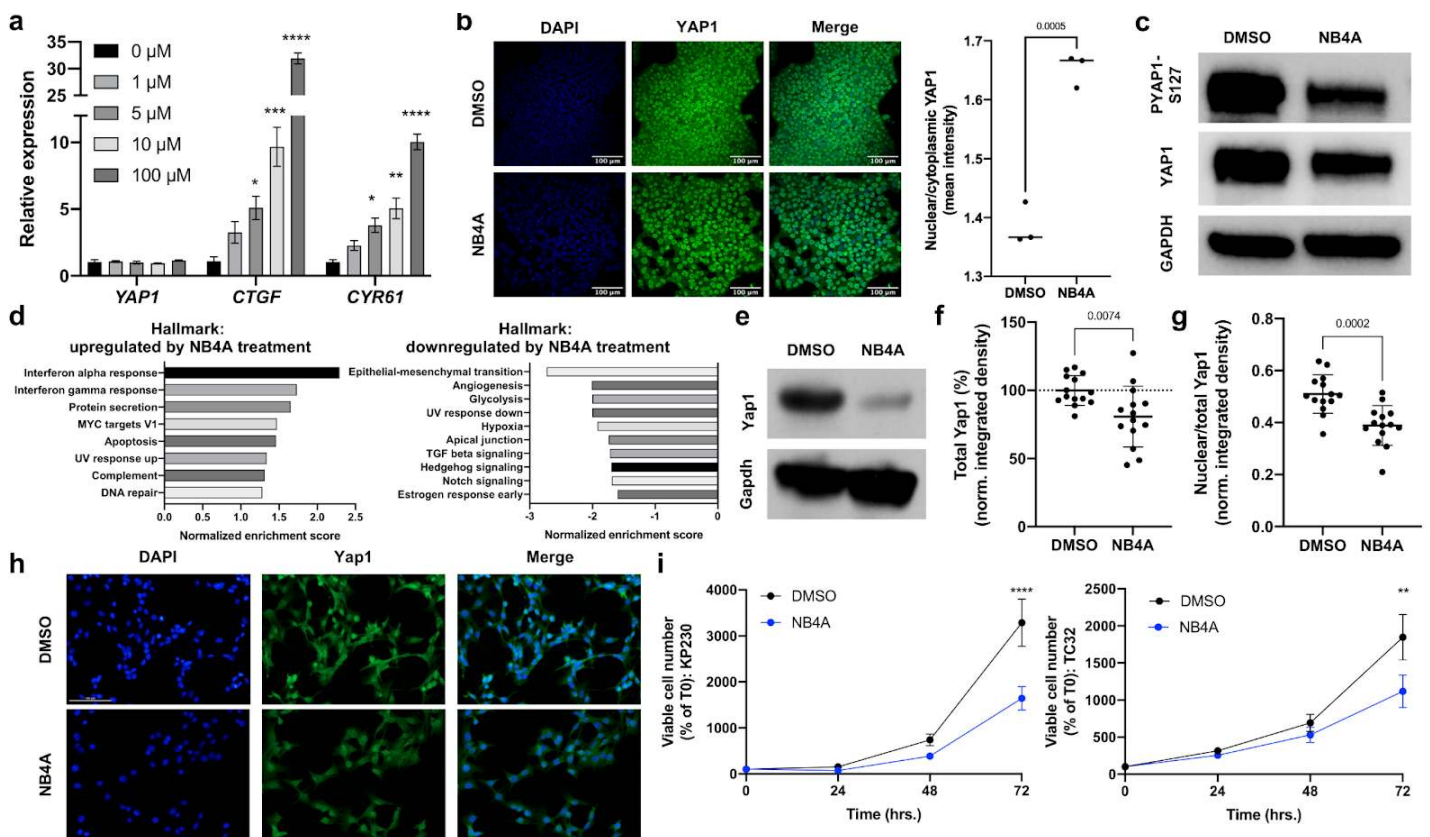 a
Relative expression
35
30
25
10
5
0
0 µM
1 µM
5 µM
10 µM
100 µM
*
***
****
*
**
****
YAP1
CTGF
CYR61
b
DAPI
YAP1
Merge
DMSO
NB4A
100 µm
100 µm
100 µm
100 µm
100 µm
100 µm
Nuclear/cytoplasmic YAP1
(mean intensity)
1.7
1.6
1.5
1.4
1.3
0.0005
DMSO
NB4A
c
DMSO
NB4A
PYAP1-
S127
YAP1
GAPDH
d
Hallmark:
upregulated by NB4A treatment
Interferon alpha response
Interferon gamma response
Protein secretion
MYC targets V1
Apoptosis
UV response up
Complement
DNA repair
0.0
0.5
1.0
1.5
2.0
2.5
Normalized enrichment score
Hallmark:
downregulated by NB4A treatment
Epithelial-mesenchymal transition
Angiogenesis
Glycolysis
UV response down
Hypoxia
Apical junction
TGF beta signaling
Hedgehog signaling
Notch signaling
Estrogen response early
-3
-2
-1
0
Normalized enrichment score
e
DMSO
NB4A
Yap1
Gapdh
f
Total Yap1 (%)
(norm. integrated density)
150
100
50
0
0.0074
DMSO
NB4A
g
Nuclear/total Yap1
(norm. integrated density)
0.8
0.6
0.4
0.2
0.0
0.0002
DMSO
NB4A
h
DAPI
Yap1
Merge
DMSO
NB4A
i
Viable cell number
(% of T0): KP230
4000
3000
2000
1000
0
DMSO
NB4A
****
0
24
48
72
Time (hrs.)
Viable cell number
(% of T0): TC32
2500
2000
1500
1000
500
0
DMSO
NB4A
**
0
24
48
72
Time (hrs.)